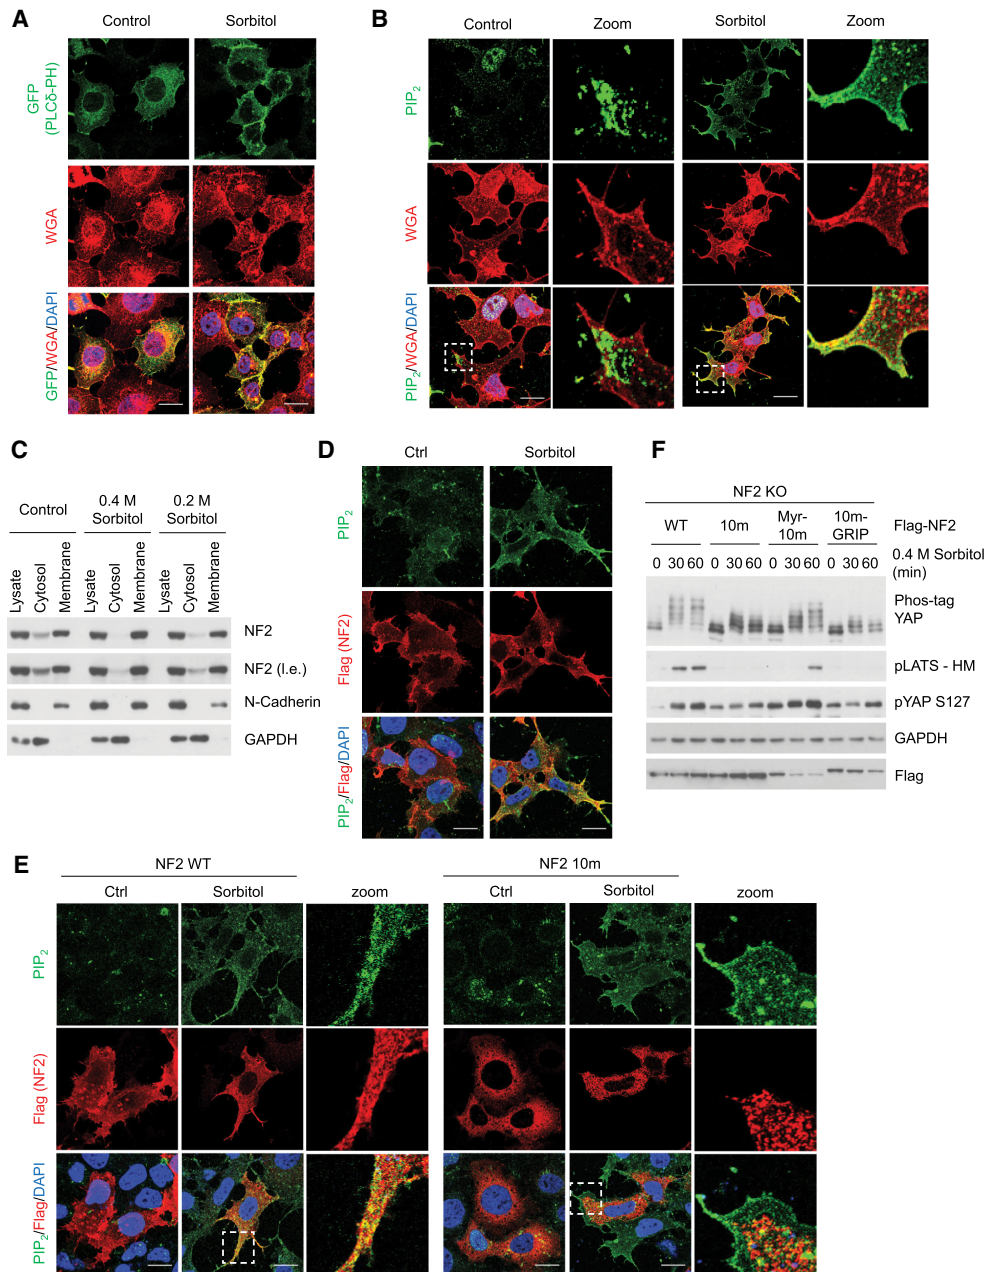 A
Control
Sorbitol
GFP
(PLCδ-PH)
WGA
GFP/WGA/DAPI
B
Control
Zoom
Sorbitol
Zoom
PIP2
WGA
PIP2/WGA/DAPI
C
Control
0.4 M
Sorbitol
0.2 M
Sorbitol
Lysate
Cytosol
Membrane
Lysate
Cytosol
Membrane
Lysate
Cytosol
Membrane
NF2
NF2 (l.e.)
N-Cadherin
GAPDH
D
Ctrl
Sorbitol
PIP2
Flag (NF2)
PIP2/Flag/DAPI
F
NF2 KO
WT
10m
Myr-
10m
10m-
GRIP
Flag-NF2
0 30 60 0 30 60 0 30 60 0 30 60
0.4 M Sorbitol
(min)
Phos-tag
YAP
pLATS - HM
pYAP S127
GAPDH
Flag
E
NF2 WT
NF2 10m
Ctrl
Sorbitol
zoom
Ctrl
Sorbitol
zoom
PIP2
Flag (NF2)
PIP2/Flag/DAPI